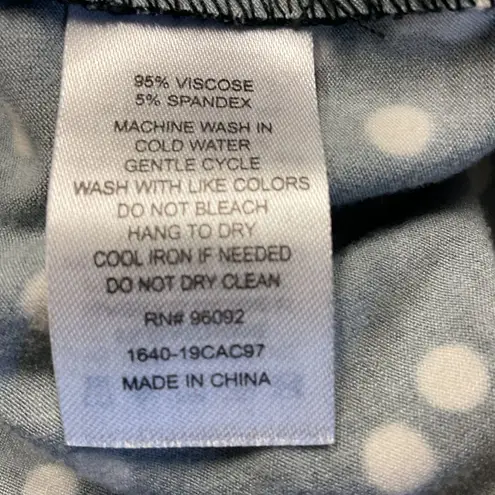 95% VISCOSE
5% SPANDEX
MACHINE WASH IN
COLD WATER
GENTLE CYCLE
WASH WITH LIKE COLORS
DO NOT BLEACH
HANG TO DRY
COOL IRON IF NEEDED
DO NOT DRY CLEAN
RN# 96092
1640-19CAC97
MADE IN CHINA